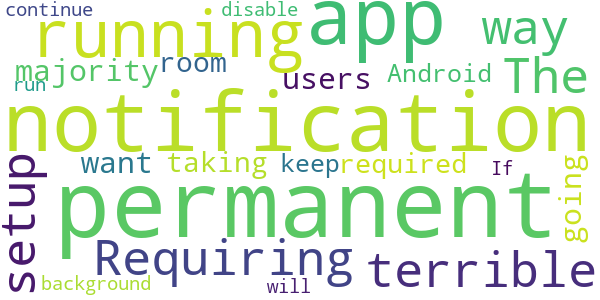 continue disable
running app way
majority room users Android The
run
notification
setup want taking keep required If going
permanent
Requiring terrible
background will